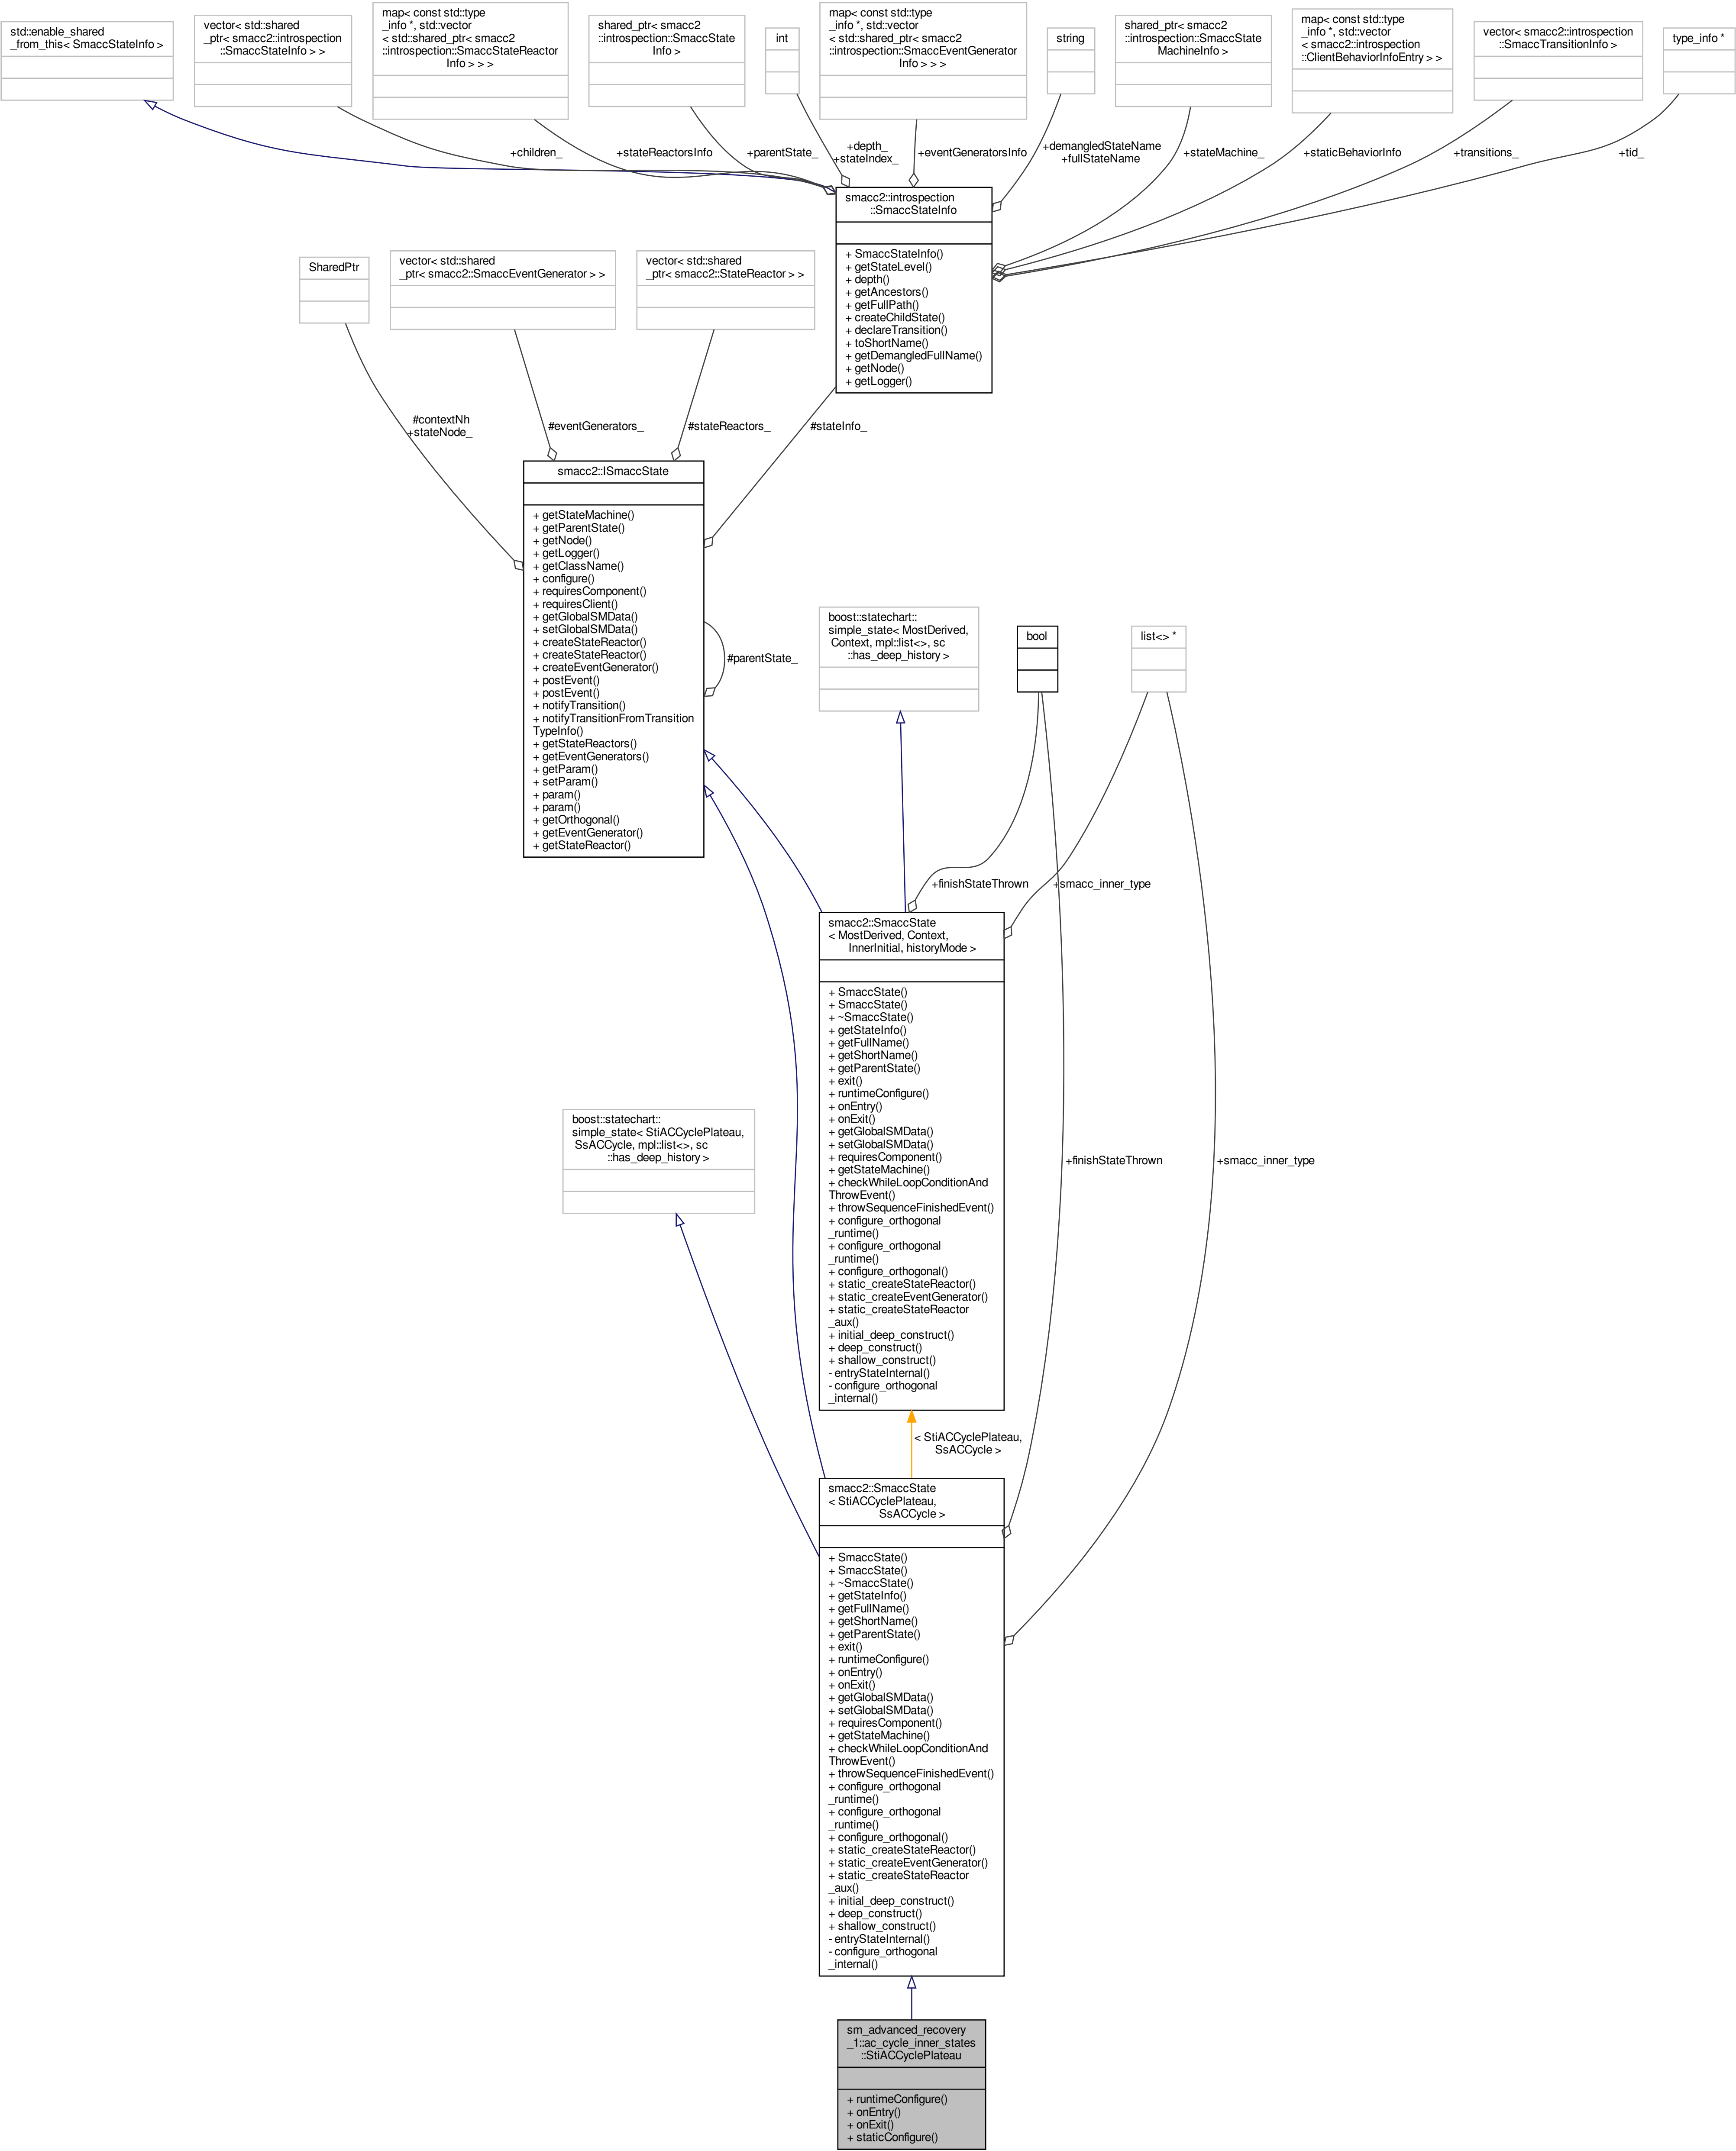 std::enable_shared
_from_this< SmaccStateInfo >
vector< std::shared
_ptr< smacc2::introspection
::SmaccStateInfo > >
map< const std::type
_info *, std::vector
< std::shared_ptr< smacc2
::introspection::SmaccStateReactor
Info > > >
shared_ptr< smacc2
::introspection::SmaccState
Info >
int
map< const std::type
_info *, std::vector
< std::shared_ptr< smacc2
::introspection::SmaccEventGenerator
Info > > >
string
shared_ptr< smacc2
::introspection::SmaccState
MachineInfo >
map< const std::type
_info *, std::vector
< smacc2::introspection
::ClientBehaviorInfoEntry > >
vector< smacc2::introspection
::SmaccTransitionInfo >
type_info *
+children_
+stateReactorsInfo
+parentState_
+depth_
+stateIndex_
+eventGeneratorsInfo
+demangledStateName
+fullStateName
+stateMachine_
+staticBehaviorInfo
+transitions_
+tid_
smacc2::introspection
::SmaccStateInfo
+ SmaccStateInfo()
+ getStateLevel()
+ depth()
+ getAncestors()
+ getFullPath()
+ createChildState()
+ declareTransition()
+ toShortName()
+ getDemangledFullName()
+ getNode()
+ getLogger()
SharedPtr
vector< std::shared
_ptr< smacc2::SmaccEventGenerator > >
vector< std::shared
_ptr< smacc2::StateReactor > >
#contextNh
+stateNode_
#eventGenerators_
#stateReactors_
#stateInfo_
smacc2::ISmaccState
+ getStateMachine()
+ getParentState()
+ getNode()
+ getLogger()
+ getClassName()
+ configure()
+ requiresComponent()
+ requiresClient()
+ getGlobalSMData()
+ setGlobalSMData()
+ createStateReactor()
+ createStateReactor()
+ createEventGenerator()
+ postEvent()
+ postEvent()
+ notifyTransition()
+ notifyTransitionFromTransition
TypeInfo()
+ getStateReactors()
+ getEventGenerators()
+ getParam()
+ setParam()
+ param()
+ param()
+ getOrthogonal()
+ getEventGenerator()
+ getStateReactor()
#parentState_
boost::statechart::
simple_state< MostDerived,
Context, mpl::list<>, sc
::has_deep_history >
bool
list<> *
+finishStateThrown
+smacc_inner_type
smacc2::SmaccState
< MostDerived, Context,
InnerInitial, historyMode >
+ SmaccState()
+ SmaccState()
+ ~SmaccState()
+ getStateInfo()
+ getFullName()
+ getShortName()
+ getParentState()
+ exit()
+ runtimeConfigure()
+ onEntry()
+ onExit()
+ getGlobalSMData()
+ setGlobalSMData()
+ requiresComponent()
+ getStateMachine()
+ checkWhileLoopConditionAnd
ThrowEvent()
+ throwSequenceFinishedEvent()
+ configure_orthogonal
_runtime()
+ configure_orthogonal
_runtime()
+ configure_orthogonal()
+ static_createStateReactor()
+ static_createEventGenerator()
+ static_createStateReactor
_aux()
+ initial_deep_construct()
+ deep_construct()
+ shallow_construct()
- entryStateInternal()
- configure_orthogonal
_internal()
boost::statechart::
simple_state< StiACCyclePlateau,
SsACCycle, mpl::list<>, sc
::has_deep_history >
+finishStateThrown
+smacc_inner_type
< StiACCyclePlateau,
SsACCycle >
smacc2::SmaccState
< StiACCyclePlateau,
SsACCycle >
+ SmaccState()
+ SmaccState()
+ ~SmaccState()
+ getStateInfo()
+ getFullName()
+ getShortName()
+ getParentState()
+ exit()
+ runtimeConfigure()
+ onEntry()
+ onExit()
+ getGlobalSMData()
+ setGlobalSMData()
+ requiresComponent()
+ getStateMachine()
+ checkWhileLoopConditionAnd
ThrowEvent()
+ throwSequenceFinishedEvent()
+ configure_orthogonal
_runtime()
+ configure_orthogonal
_runtime()
+ configure_orthogonal()
+ static_createStateReactor()
+ static_createEventGenerator()
+ static_createStateReactor
_aux()
+ initial_deep_construct()
+ deep_construct()
+ shallow_construct()
- entryStateInternal()
- configure_orthogonal
_internal()
sm_advanced_recovery
_1::ac_cycle_inner_states
::StiACCyclePlateau
+ runtimeConfigure()
+ onEntry()
+ onExit()
+ staticConfigure()